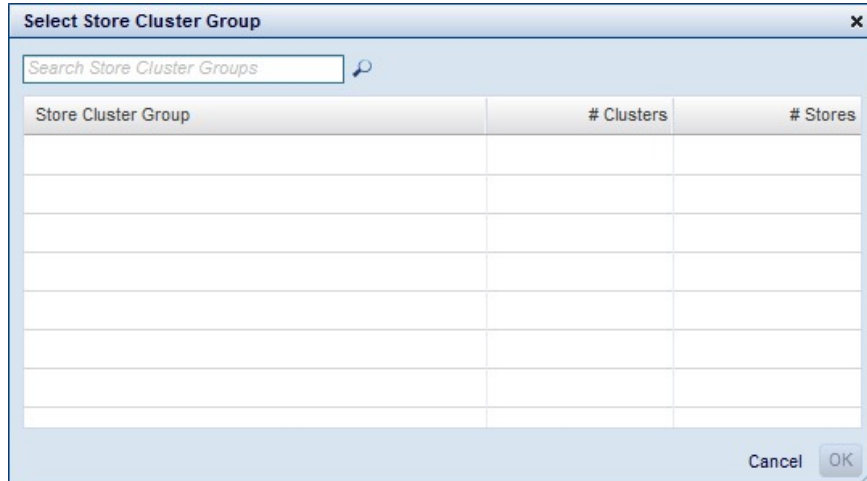 Select Store Cluster Group
Search Store Cluster Groups
Store Cluster Group # Clusters # Stores
Cancel OK